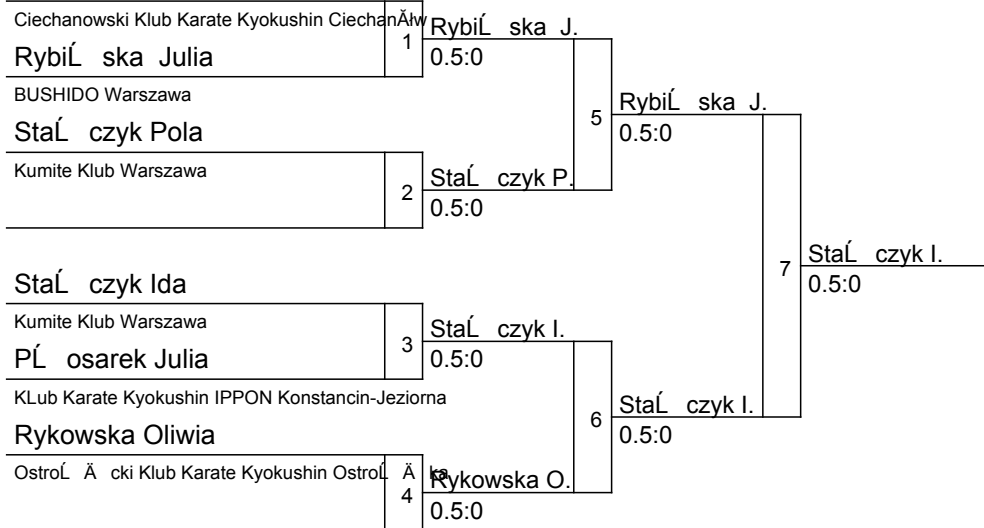 Ciechanowski Klub Karate Kyokushin CiechanÃłw
1
RybiĹ ska J.
0.5:0
RybiĹ ska Julia
BUSHIDO Warszawa
5
RybiĹ ska J.
0.5:0
StaĹ czyk Pola
Kumite Klub Warszawa
2
StaĹ czyk P.
0.5:0
7
StaĹ czyk I.
0.5:0
StaĹ czyk Ida
Kumite Klub Warszawa
3
StaĹ czyk I.
0.5:0
PĹ osarek Julia
KLub Karate Kyokushin IPPON Konstancin-Jeziorna
6
StaĹ czyk I.
0.5:0
Rykowska Oliwia
OstroĹ Ä cki Klub Karate Kyokushin OstroĹ Ä ka
4
Rykowska O.
0.5:0